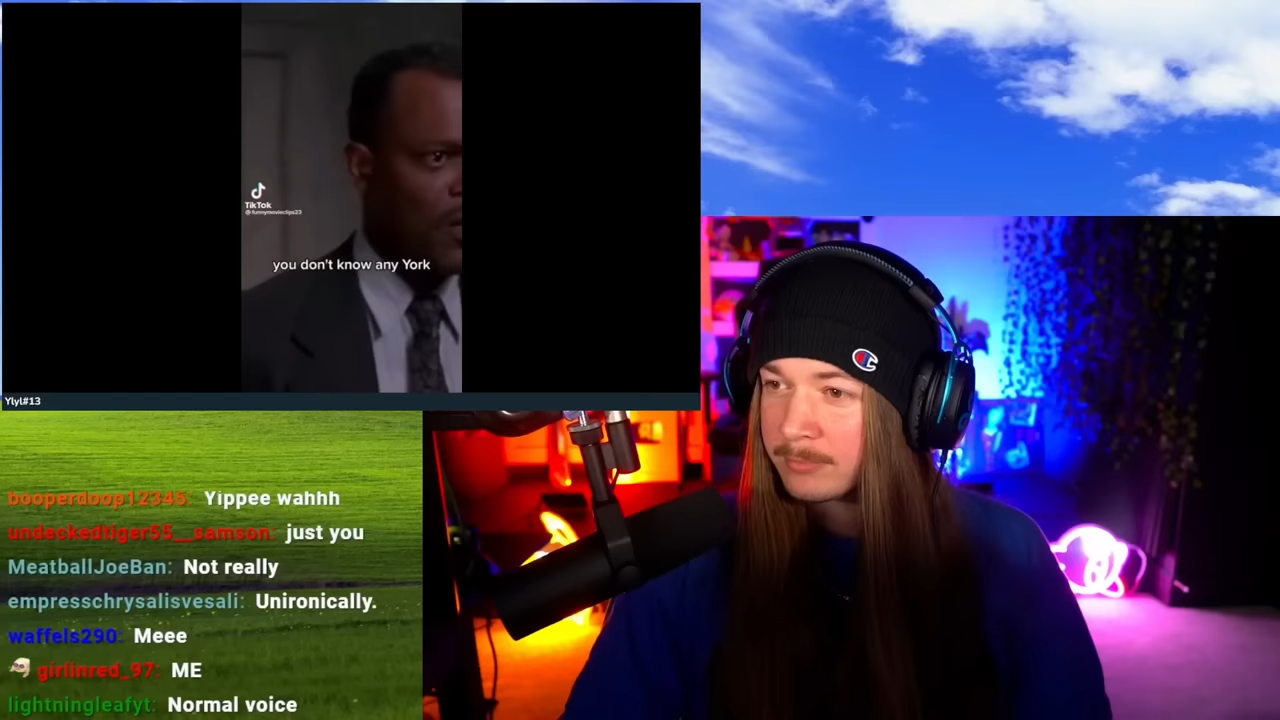 TikTok
@funnymovieclips23
you don't know any York
Ylyl#13
booperdoop12345: Yippee wahhh
undeckedtiger55__samson: just you
MeatballJoeBan: Not really
empresschrysalisvesali: Unironically.
waffels290: Meee
girlinred_97: ME
lightningleafyt: Normal voice